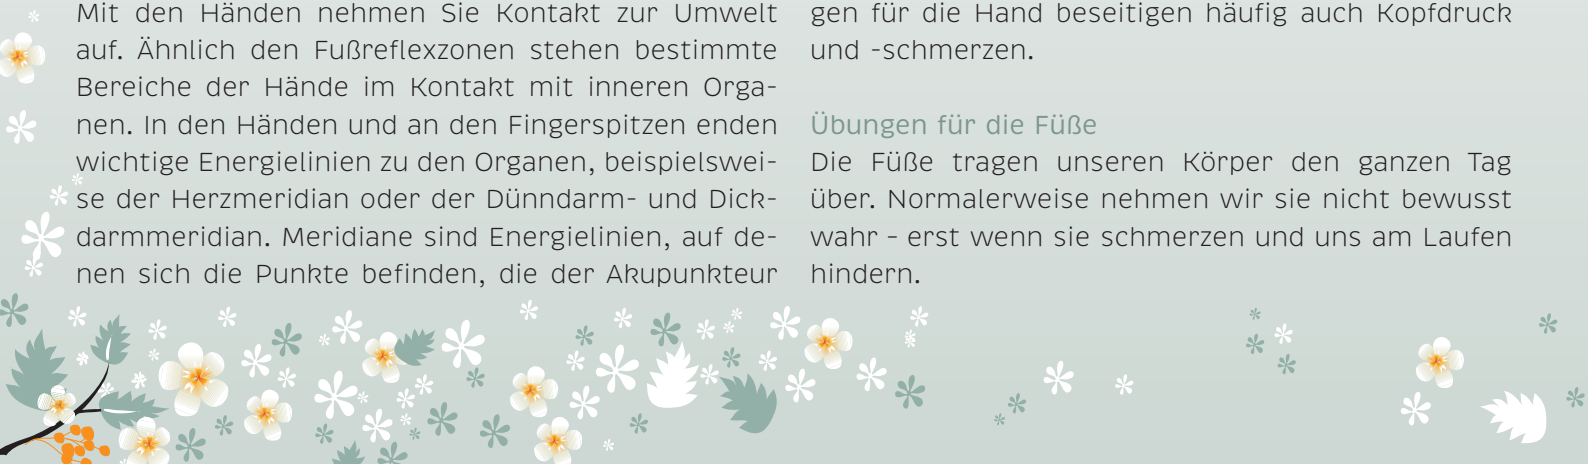 Mit den Händen nehmen Sie Kontakt zur Umwelt
auf. Ähnlich den Fußreflexzonen stehen bestimmte
Bereiche der Hände im Kontakt mit inneren Orga-
nen. In den Händen und an den Fingerspitzen enden
wichtige Energielinien zu den Organen, beispielswei-
se der Herzmeridian oder der Dünndarm- und Dick-
darmmeridian. Meridiane sind Energielinien, auf de-
nen sich die Punkte befinden, die der Akupunkteur
gen für die Hand beseitigen häufig auch Kopfdruck
und -schmerzen.
Übungen für die Füße
Die Füße tragen unseren Körper den ganzen Tag
über. Normalerweise nehmen wir sie nicht bewusst
wahr – erst wenn sie schmerzen und uns am Laufen
hindern.